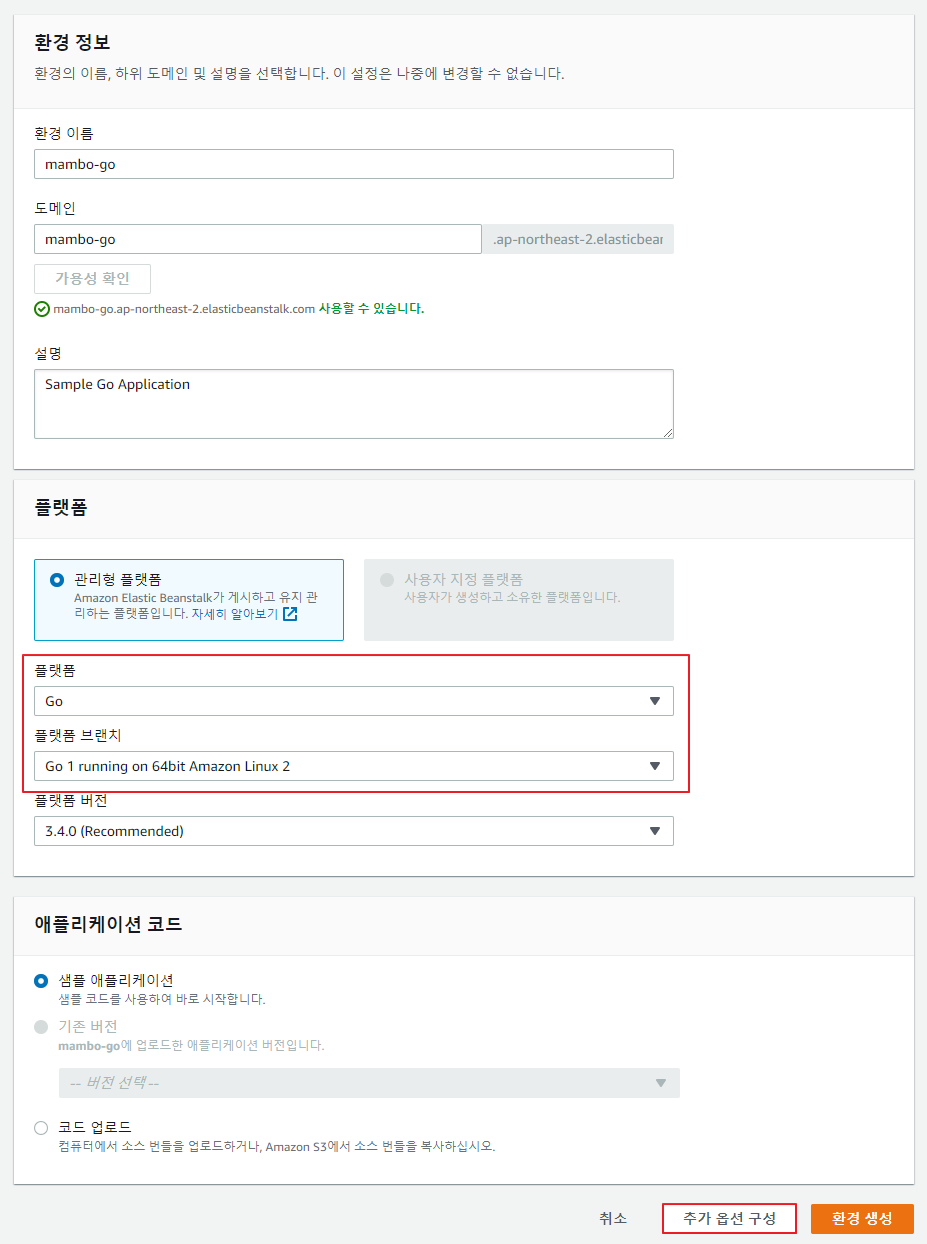 환경 정보
환경의 이름, 하위 도메인 및 설명을 선택합니다. 이 설정은 나중에 변경할 수 없습니다.
환경 이름
mambo-go
도메인
mambo-go
.ap-northeast-2.elasticbear
가용성 확인
mambo-go.ap-northeast-2.elasticbeanstalk.com 사용할 수 있습니다.
설명
Sample Go Application
플랫폼
관리형 플랫폼
Amazon Elastic Beanstalk가 게시하고 유지 관
리하는 플랫폼입니다. 자세히 알아보기
사용자 지정 플랫폼
사용자가 생성하고 소유한 플랫폼입니다.
플랫폼
Go
플랫폼 브랜치
Go 1 running on 64bit Amazon Linux 2
플랫폼 버전
3.4.0 (Recommended)
애플리케이션 코드
샘플 애플리케이션
샘플 코드를 사용하여 바로 시작합니다.
기존 버전
mambo-go에 업로드한 애플리케이션 버전입니다.
-- 버전 선택 --
코드 업로드
컴퓨터에서 소스 번들을 업로드하거나, Amazon S3에서 소스 번들을 복사하십시오.
취소
추가 옵션 구성
환경 생성